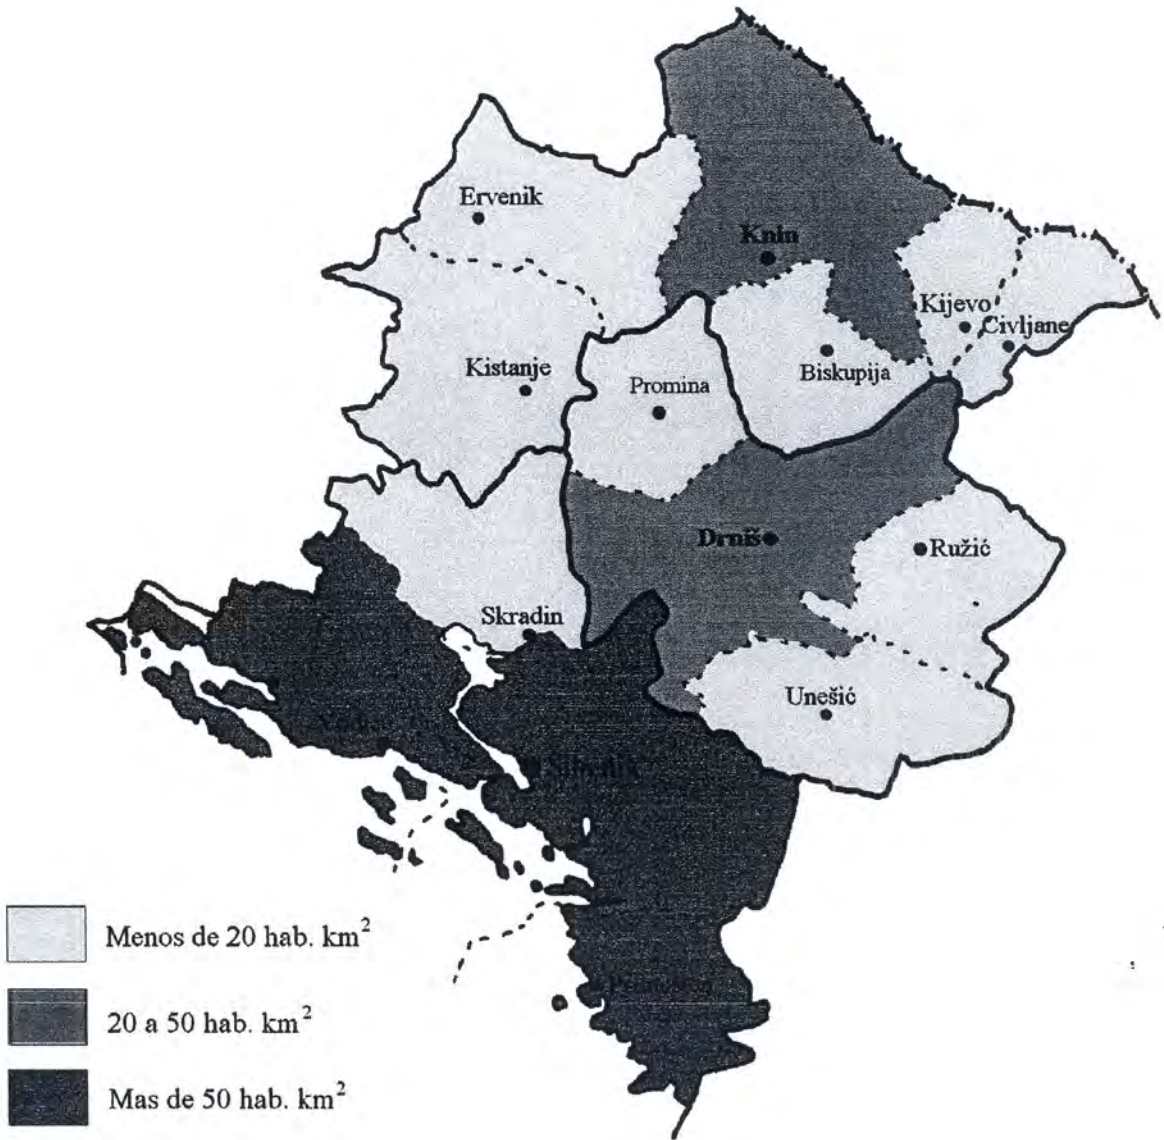 Ervenik
Knin
Kijevo
Civljane
Kistanje
Promina
Biskupija
Drniš
Ružić
Skradin
Unešić
Šibenik
Menos de 20 hab. km²
20 a 50 hab. km²
Mas de 50 hab. km²